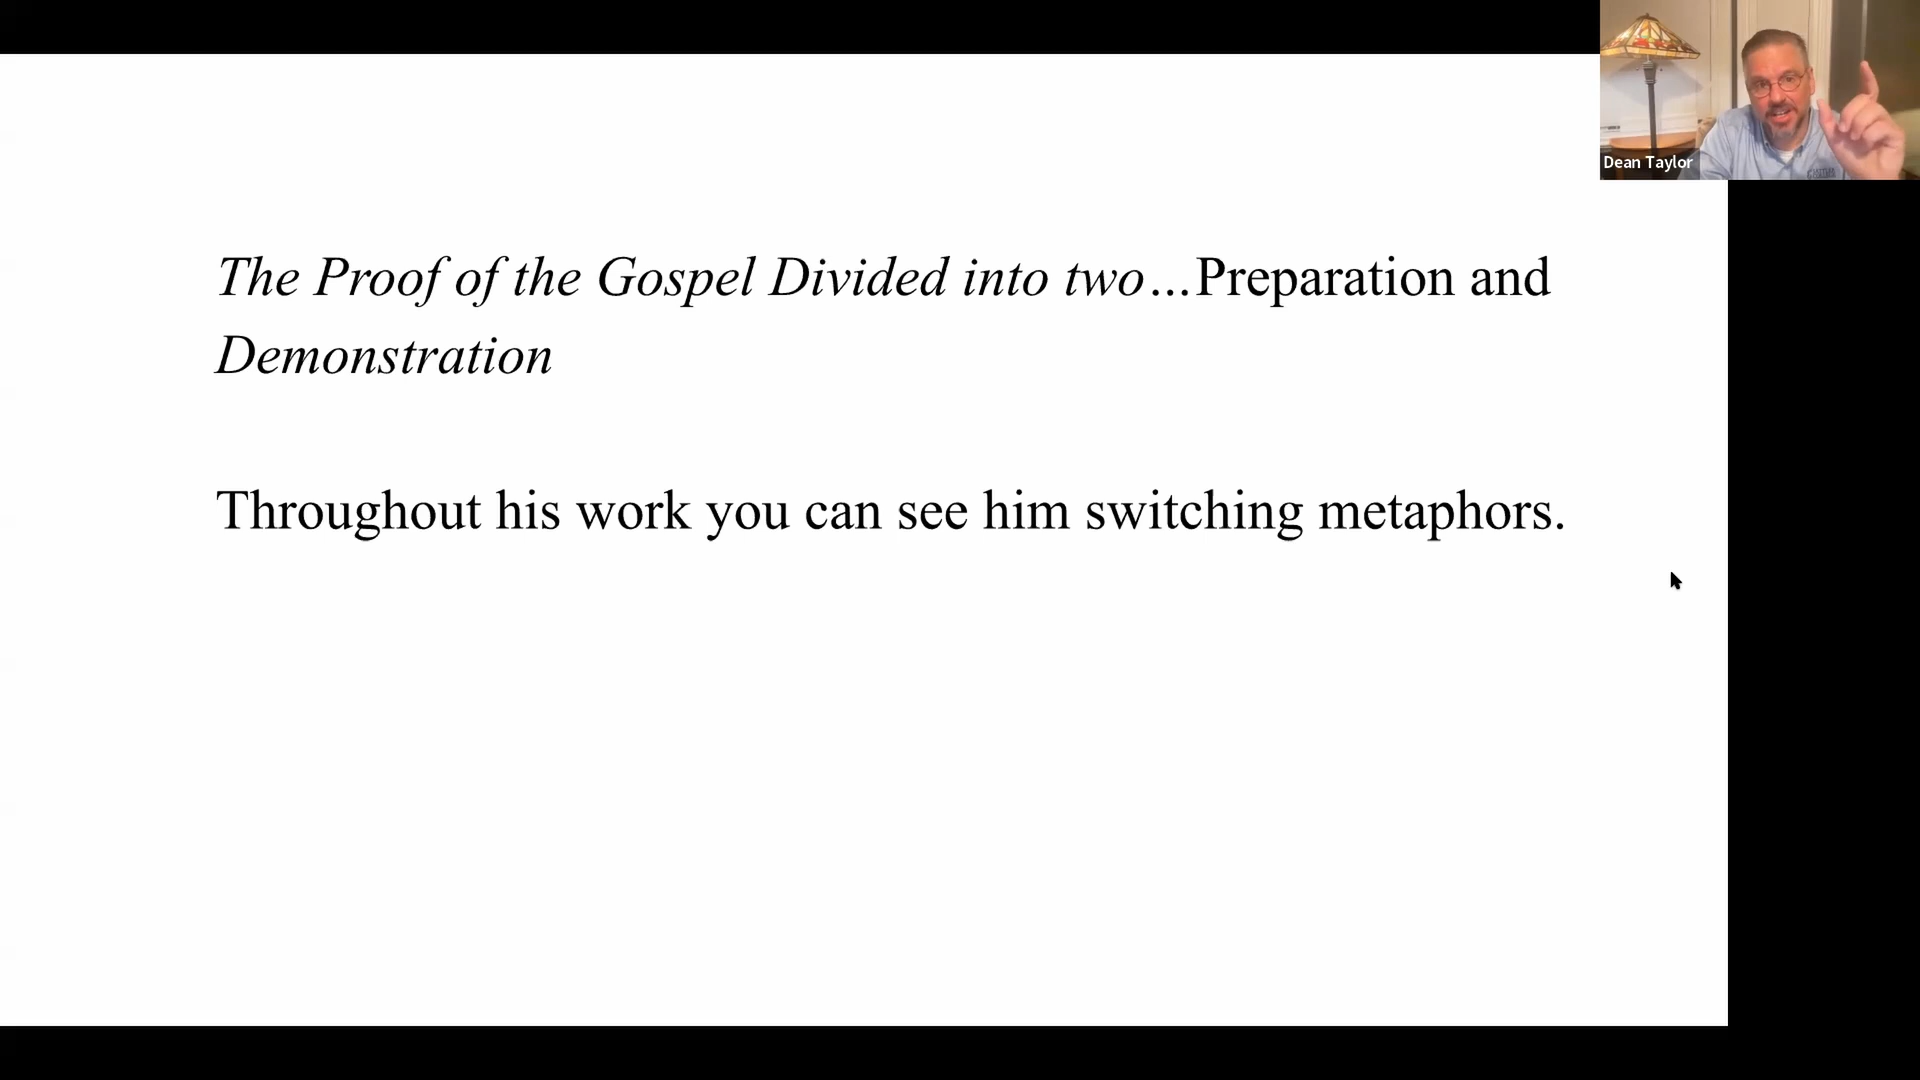 The Proof of the Gospel Divided into two...Preparation and
Demonstration
Throughout his work you can see him switching metaphors.
Dean Taylor